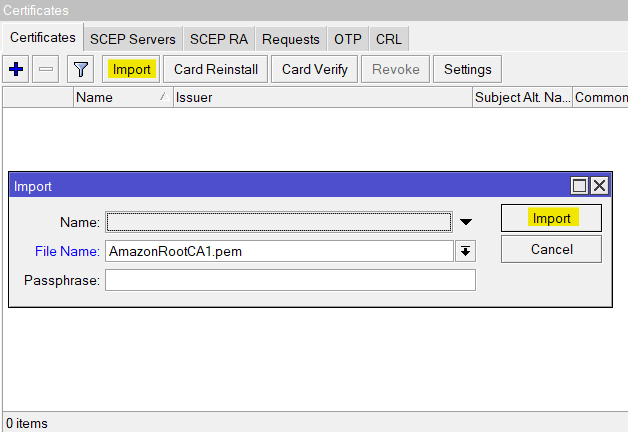 Certificates
Certificates SCEP Servers SCEP RA Requests OTP CRL
Import Card Reinstall Card Verify Revoke Settings
Name Issuer Subject Alt. Na... Common
Import
Name: Import
File Name: AmazonRootCA1.pem Cancel
Passphrase:
0 items